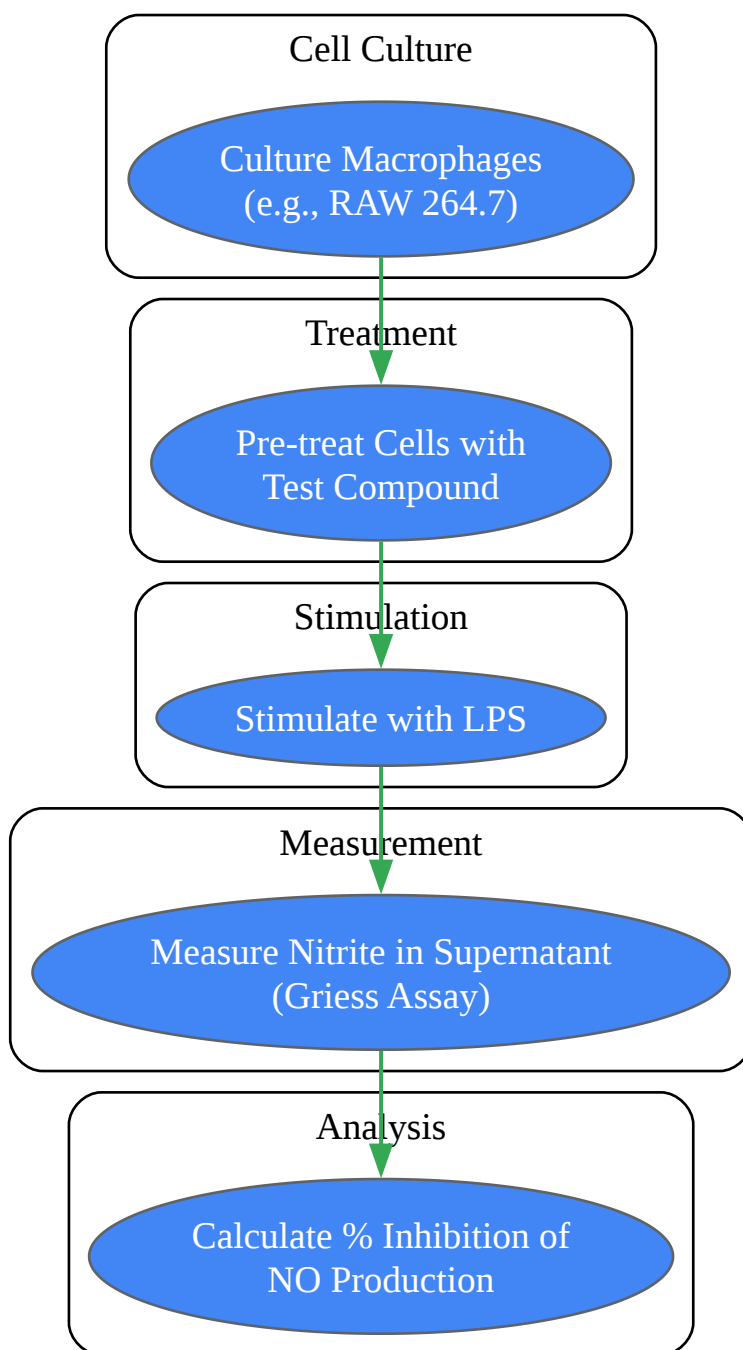 Cell Culture
Culture Macrophages
(e.g., RAW 264.7)
Treatment
Pre-treat Cells with
Test Compound
Stimulation
Stimulate with LPS
Measurement
Measure Nitrite in Supernatant
(Griess Assay)
Analysis
Calculate % Inhibition of
NO Production